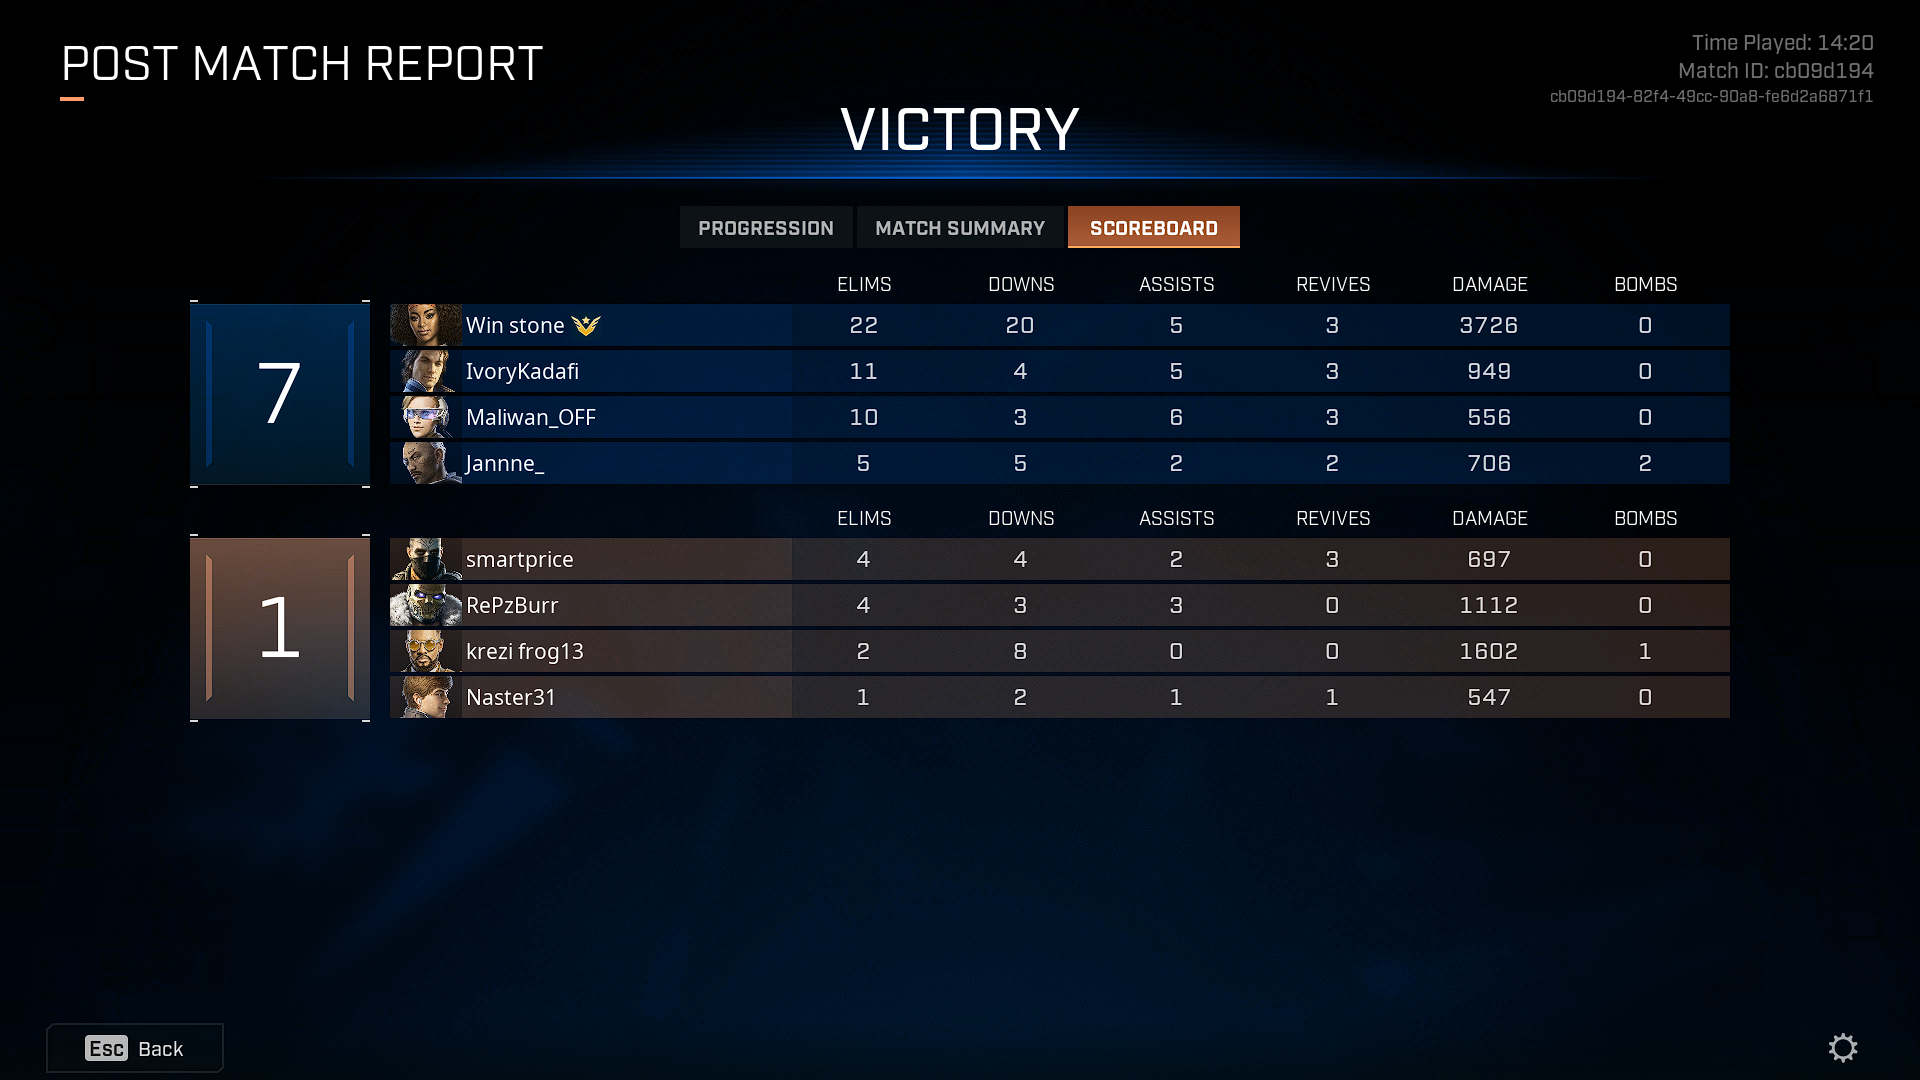 POST MATCH REPORT
Time Played: 14:20
Match ID: cb09d194
cb09d194-82f4-49cc-90a8-fe6d2a6871f1
VICTORY
PROGRESSION MATCH SUMMARY SCOREBOARD
ELIMS DOWNS ASSISTS REVIVES DAMAGE BOMBS
7
Win stone 22 20 5 3 3726 0
IvoryKadafi 11 4 5 3 949 0
Maliwan_OFF 10 3 6 3 556 0
Jannne_ 5 5 2 2 706 2
ELIMS DOWNS ASSISTS REVIVES DAMAGE BOMBS
1
smartprice 4 4 2 3 697 0
RePzBurr 4 3 3 0 1112 0
krezi frog13 2 8 0 0 1602 1
Naster31 1 2 1 1 547 0
Esc Back